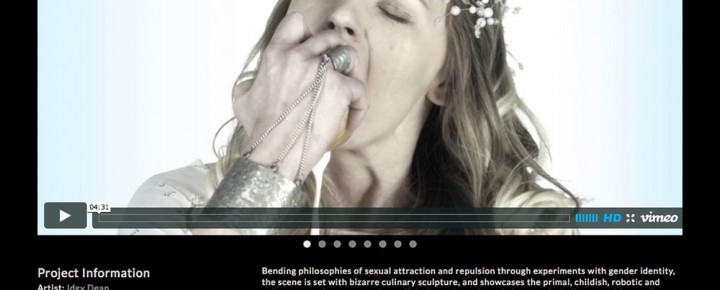 04:31
HD vimeo
Project Information
Artist: Idgy Dean
Bending philosophies of sexual attraction and repulsion through experiments with gender identity,
the scene is set with bizarre culinary sculpture, and showcases the primal, childish, robotic and